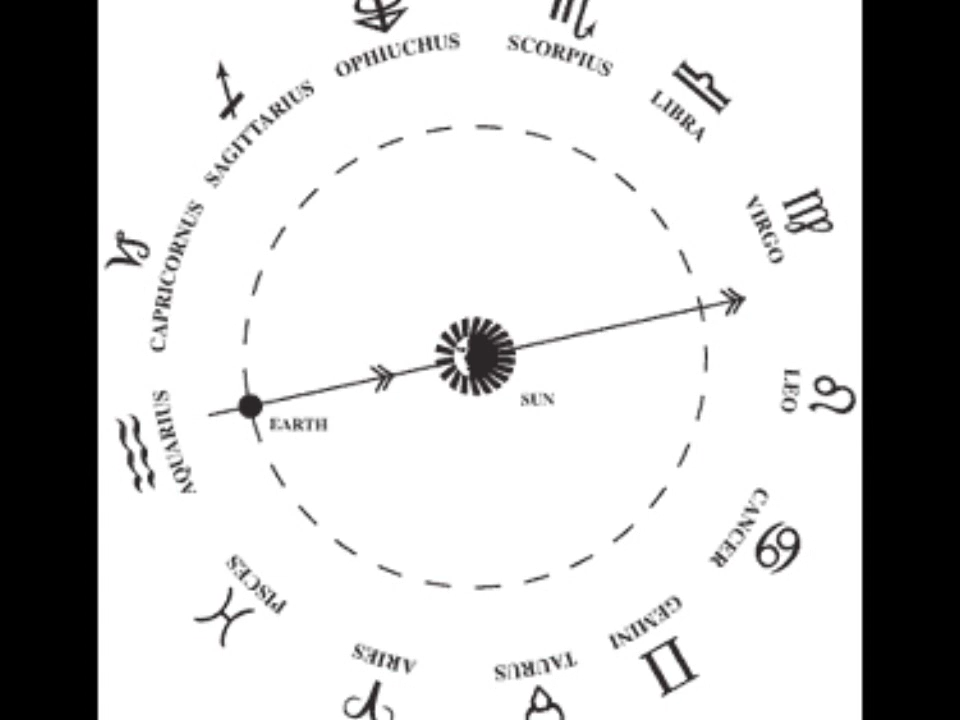 OPHIUCHUS
SCORPIUS
LIBRA
VIRGO
LEO
CANCER
GEMINI
TAURUS
ARIES
PISCES
AQUARIUS
CAPRICORNUS
SAGITTARIUS
SUN
EARTH